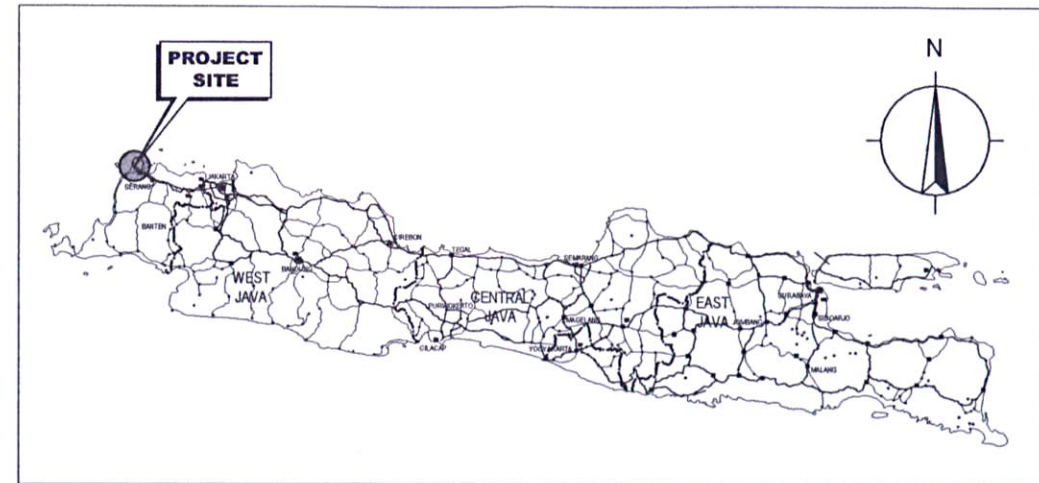 PROJECT
SITE
N
SERANG
JAKARTA
BANTEN
CIREBON
TEGAL
SEMARANG
BANDUNG
WEST
JAVA
PURWOKERTO
CENTRAL
JAVA
MAGELANG
EAST
JAVA
SURABAYA
JOMBANG
SIDOARJO
CILACAP
YOGYAKARTA
MALANG